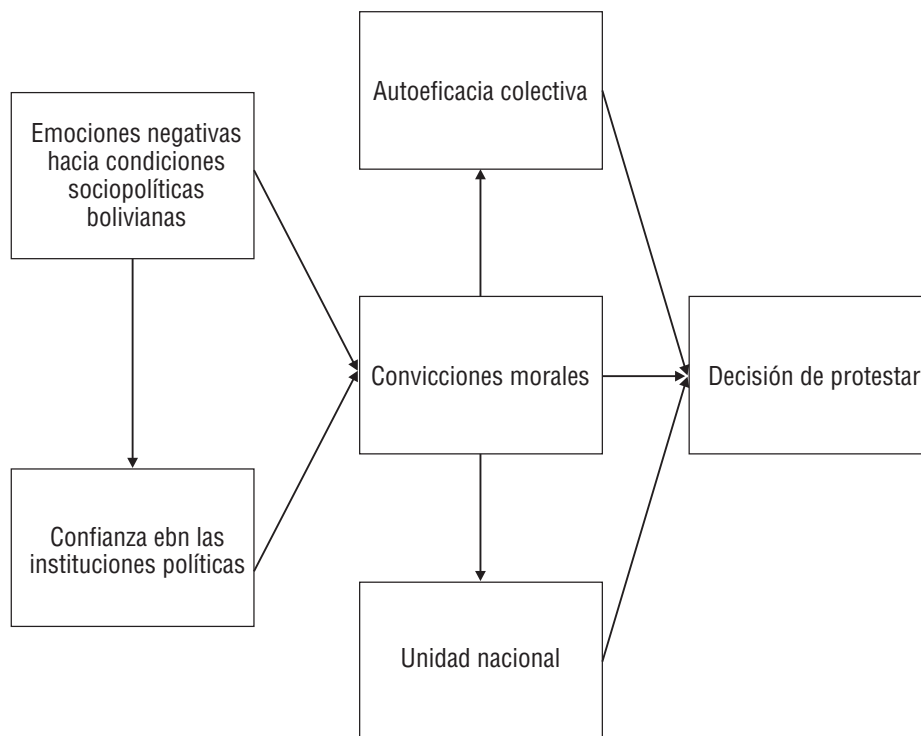 Autoeficacia colectiva
Emociones negativas
hacia condiciones
sociopolíticas
bolivianas
Convicciones morales
Decisión de protestar
Confianza ebn las
instituciones políticas
Unidad nacional